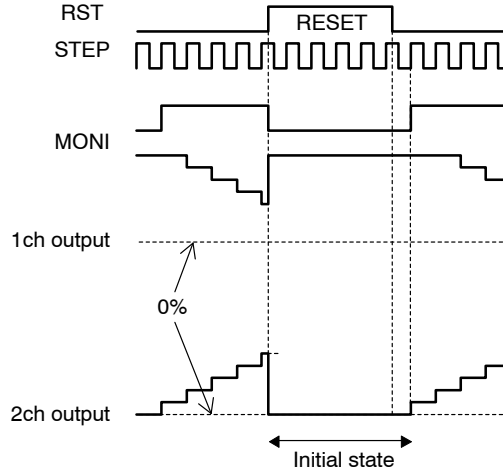 RST
RESET
STEP
MONI
1ch output
0%
2ch output
Initial state